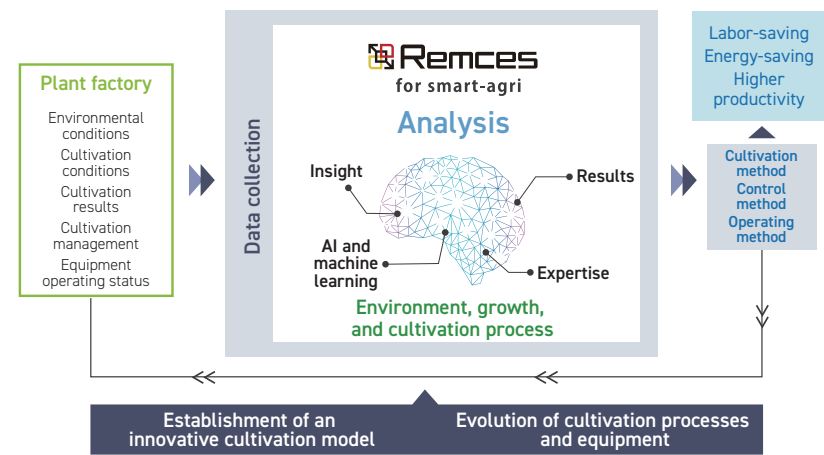 Plant factory
Environmental
conditions
Cultivation
conditions
Cultivation
results
Cultivation
management
Equipment
operating status
Data collection
Remces
for smart-agri
Analysis
Insight
Results
AI and
machine
learning
Expertise
Environment, growth,
and cultivation process
Labor-saving
Energy-saving
Higher
productivity
Cultivation
method
Control
method
Operating
method
Establishment of an
innovative cultivation model
Evolution of cultivation processes
and equipment